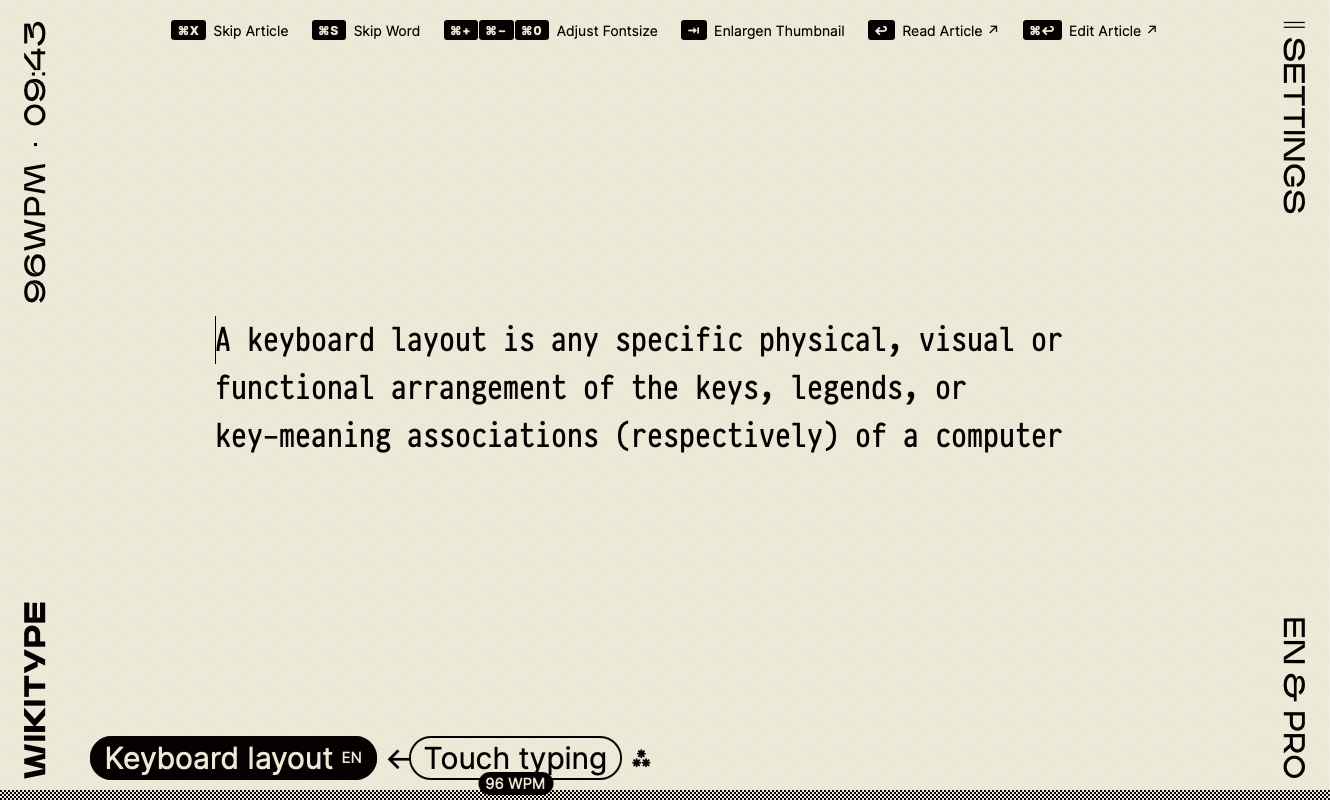 ⌘X Skip Article ⌘S Skip Word ⌘+ ⌘− ⌘0 Adjust Fontsize ⇥ Enlargen Thumbnail ↩ Read Article ↗ ⌘↩ Edit Article ↗
96WPM · 09:43
SETTINGS
A keyboard layout is any specific physical, visual or
functional arrangement of the keys, legends, or
key–meaning associations (respectively) of a computer
WIKITYPE
EN & PRO
Keyboard layout EN ← Touch typing
96 WPM